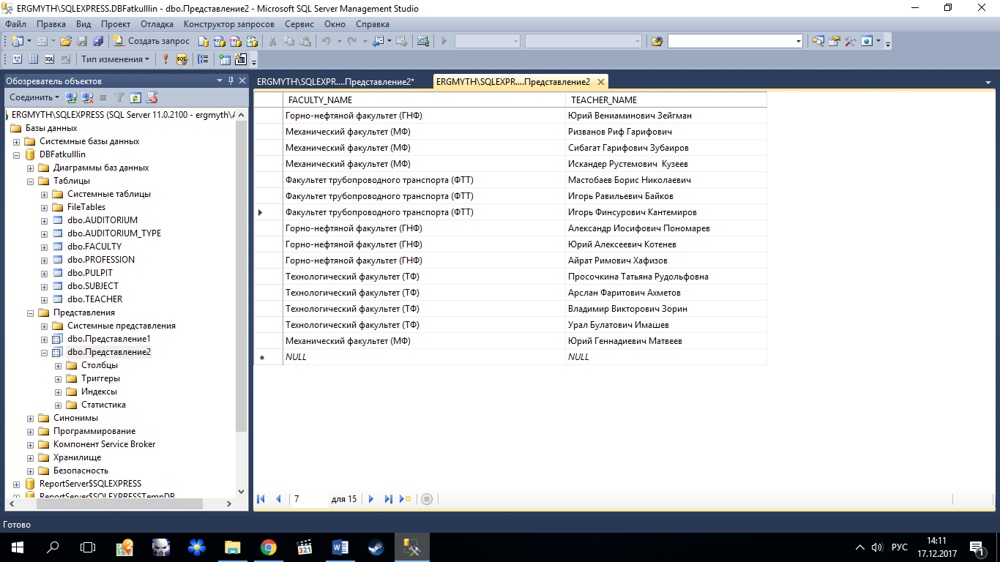 ERGMYTH\SQLEXPRESS.DBFatkulllin - dbo.Представление2 - Microsoft SQL Server Management Studio
Файл Правка Вид Проект Отладка Конструктор запросов Сервис Окно Справка
Создать запрос
Тип изменения
Обозреватель объектов
Соединить
ERGMYTH\SQLEXPRESS (SQL Server 11.0.2100 - ergmyth\
Базы данных
Системные базы данных
DBFatkulllin
Диаграммы баз данных
Таблицы
Системные таблицы
FileTables
dbo.AUDITORIUM
dbo.AUDITORIUM_TYPE
dbo.FACULTY
dbo.PROFESSION
dbo.PULPIT
dbo.SUBJECT
dbo.TEACHER
Представления
Системные представления
dbo.Представление1
dbo.Представление2
Столбцы
Триггеры
Индексы
Статистика
Синонимы
Программирование
Компонент Service Broker
Хранилище
Безопасность
ReportServer$SQLEXPRESS
ReportServer$SQLEXPRESSTempDB
ERGMYTH\SQLEXPR....Представление2* ERGMYTH\SQLEXPR....Представление2
FACULTY_NAME TEACHER_NAME
Горно-нефтяной факультет (ГНФ) Юрий Вениаминович Зейгман
Механический факультет (МФ) Ризванов Риф Гарифович
Механический факультет (МФ) Сибагат Гарифович Зубаиров
Механический факультет (МФ) Искандер Рустемович Кузеев
Факультет трубопроводного транспорта (ФТТ) Мастобаев Борис Николаевич
Факультет трубопроводного транспорта (ФТТ) Игорь Равильевич Байков
Факультет трубопроводного транспорта (ФТТ) Игорь Финсурович Кантемиров
Горно-нефтяной факультет (ГНФ) Александр Иосифович Пономарев
Горно-нефтяной факультет (ГНФ) Юрий Алексеевич Котенев
Горно-нефтяной факультет (ГНФ) Айрат Римович Хафизов
Технологический факультет (ТФ) Просочкина Татьяна Рудольфовна
Технологический факультет (ТФ) Арслан Фаритович Ахметов
Технологический факультет (ТФ) Владимир Викторович Зорин
Технологический факультет (ТФ) Урал Булатович Имашев
Механический факультет (МФ) Юрий Геннадиевич Матвеев
NULL NULL
7 для 15
Готово
321
РУС
14:11
17.12.2017
1